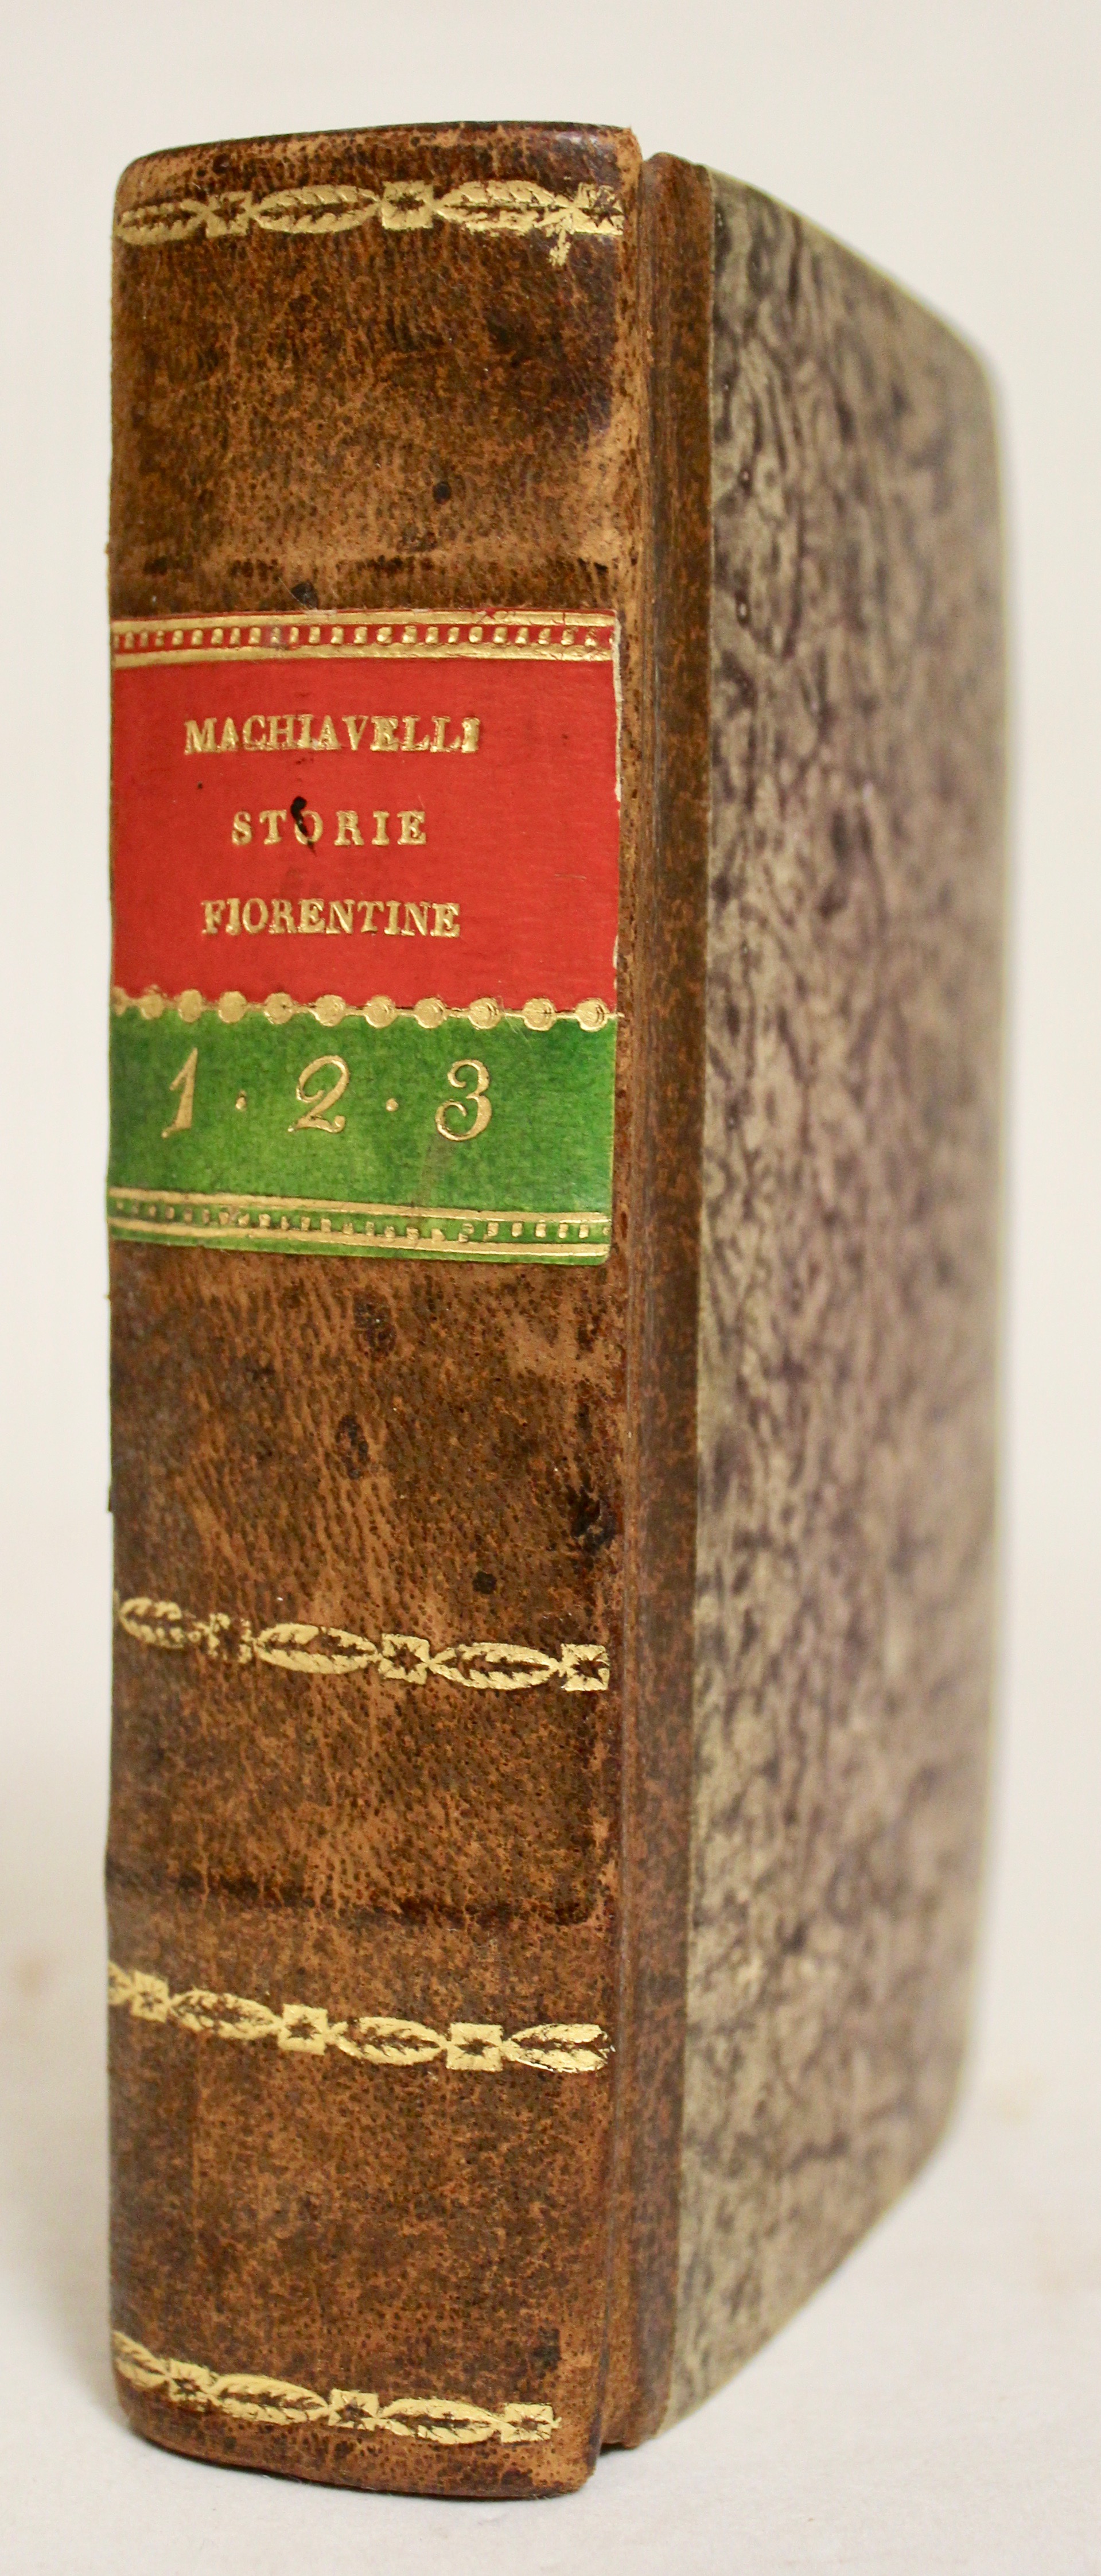 MACHIAVELLI
STORIE
FIORENTINE
1 . 2 . 3